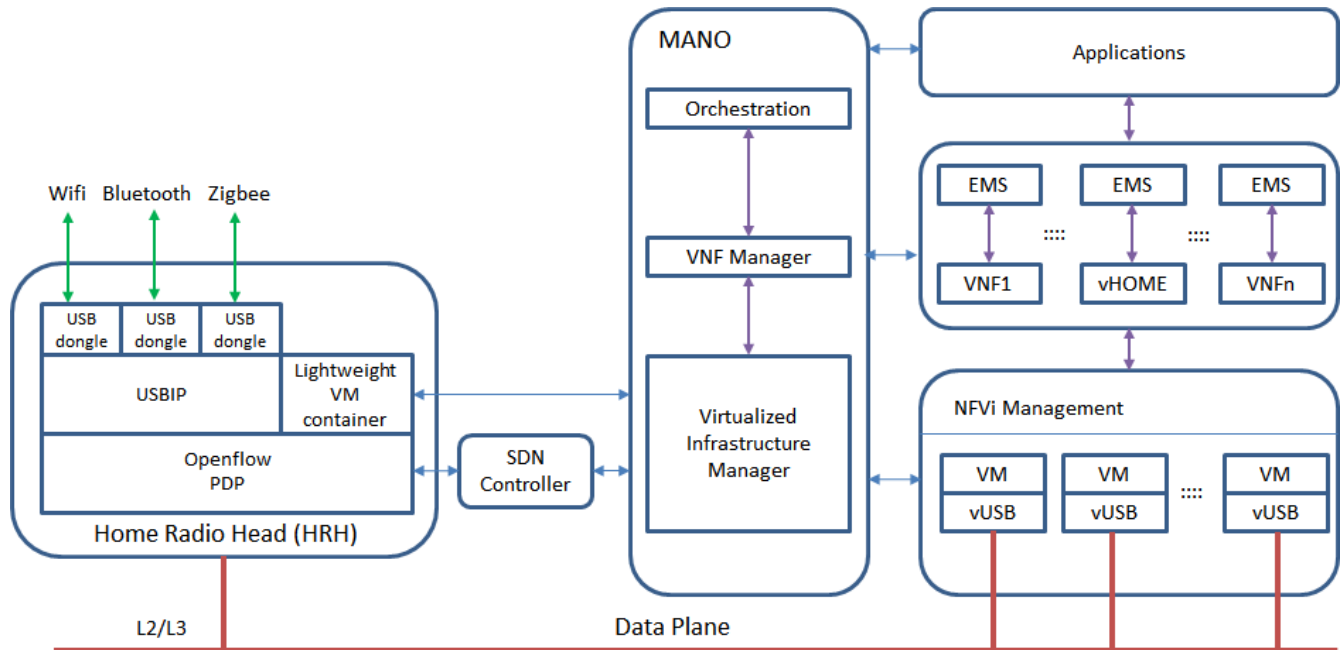 MANO
Applications
Orchestration
EMS
EMS
EMS
::::
::::
VNF Manager
VNF1
vHOME
VNFn
Wifi
Bluetooth
Zigbee
USB
dongle
USB
dongle
USB
dongle
USBIP
Lightweight
VM
container
Openflow
PDP
Home Radio Head (HRH)
SDN
Controller
Virtualized
Infrastructure
Manager
NFVi Management
VM
vUSB
VM
vUSB
::::
VM
vUSB
L2/L3
Data Plane